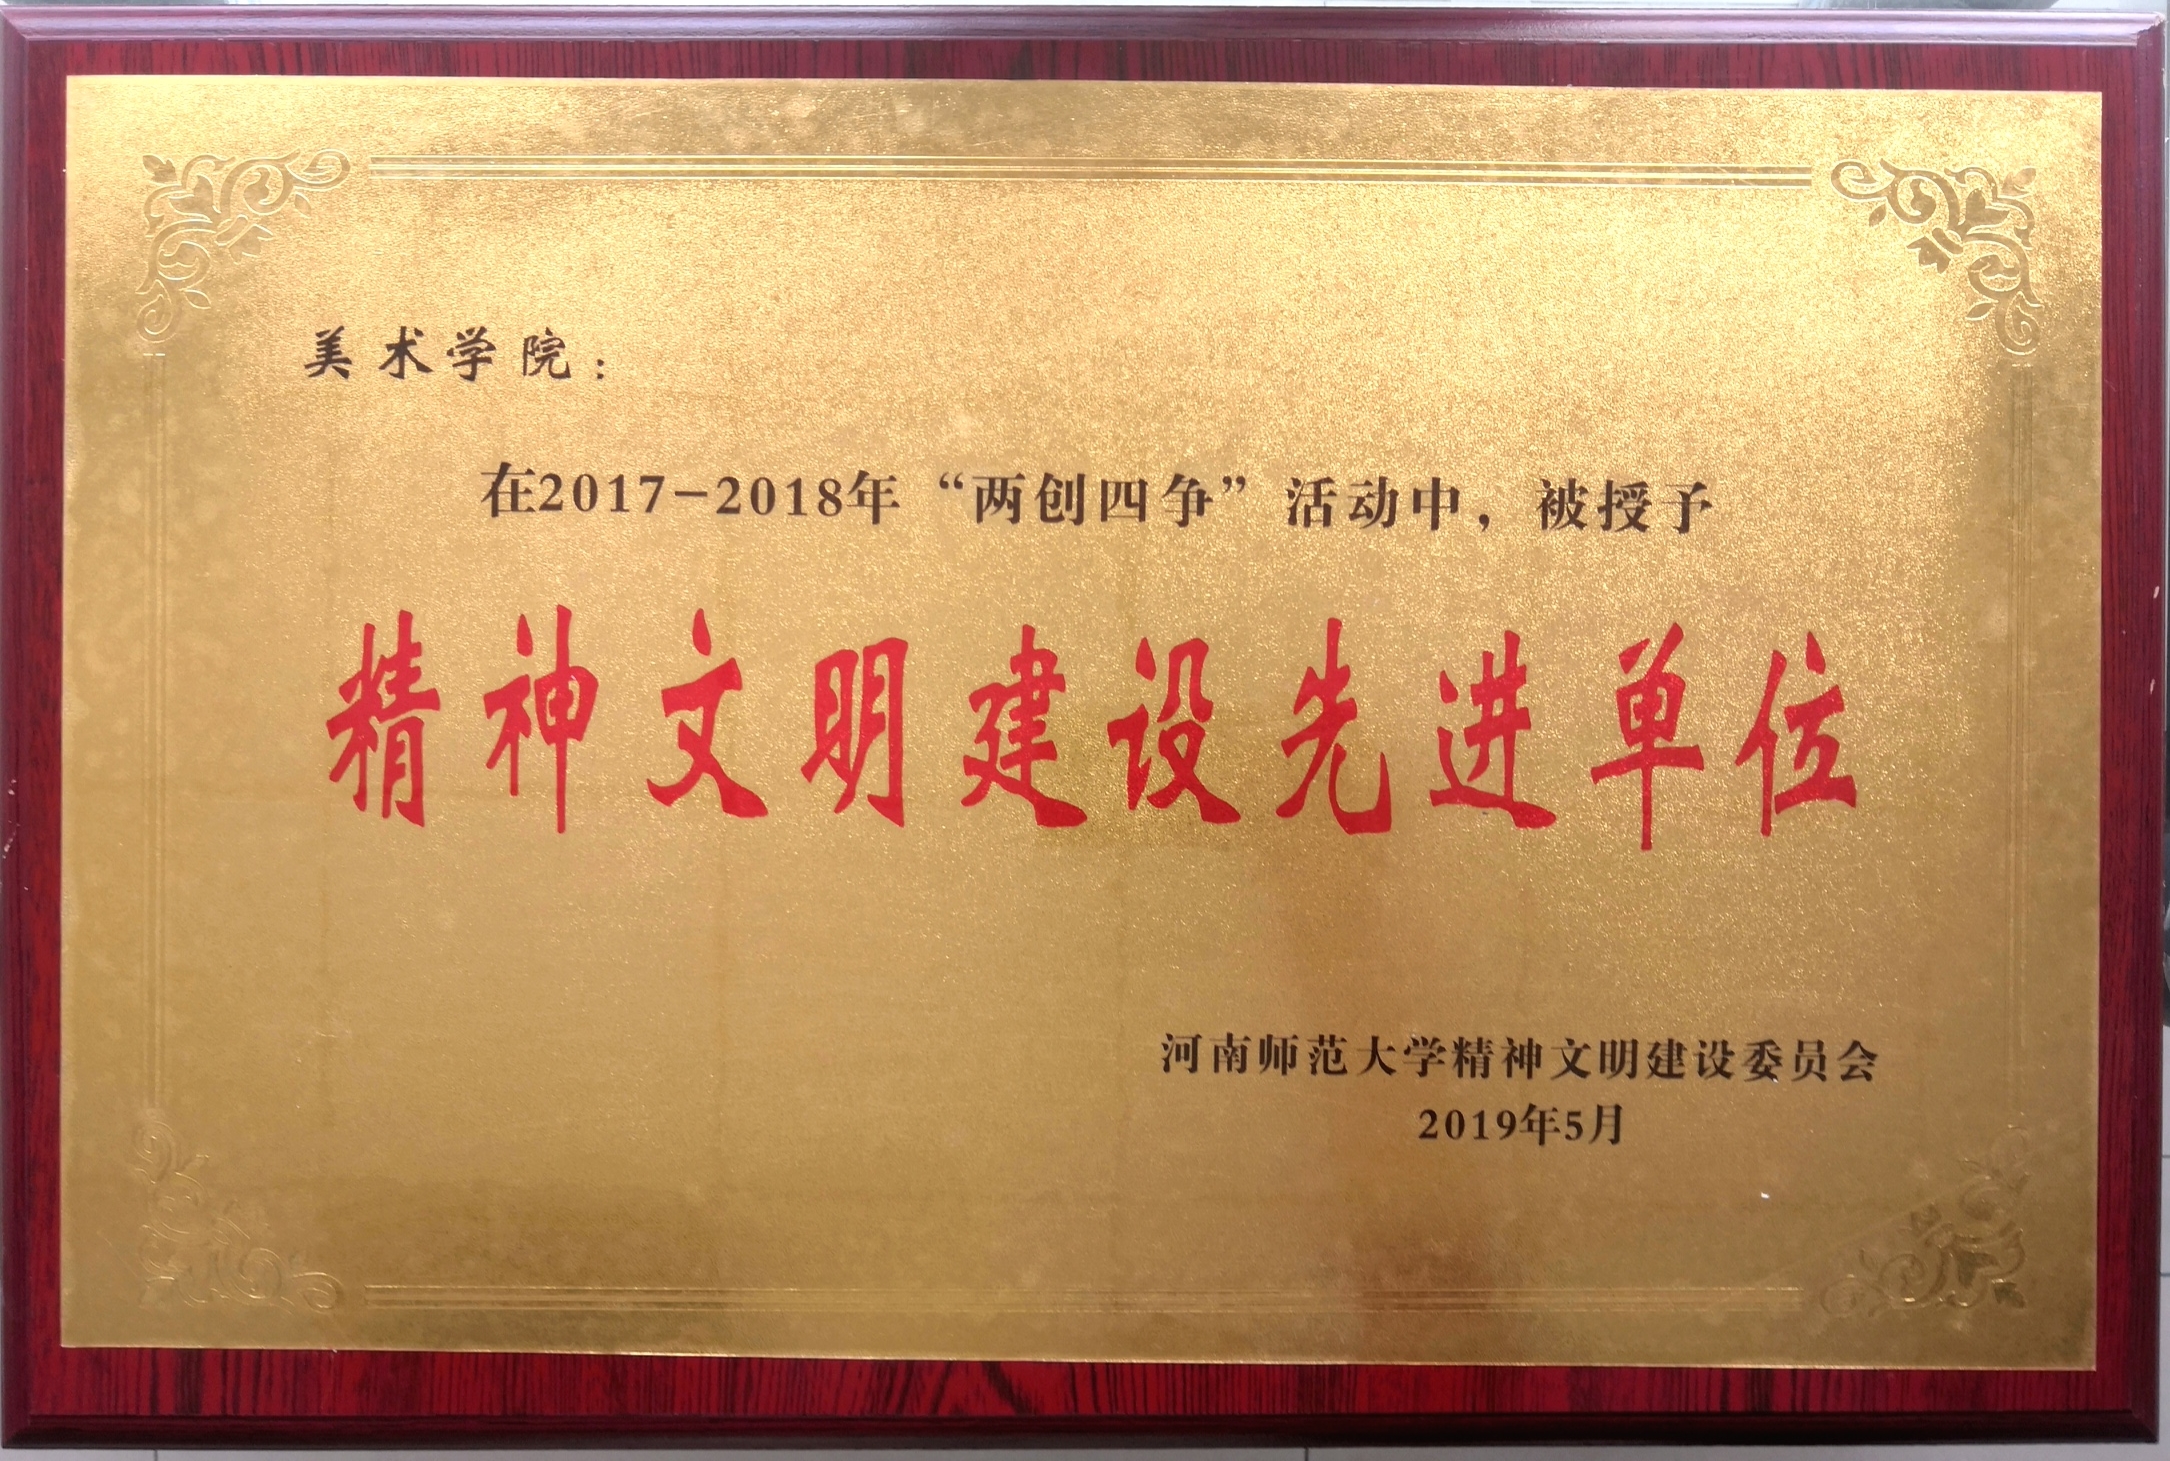 美术学院：
在2017-2018年“两创四争”活动中，被授予
精神文明建设先进单位
河南师范大学精神文明建设委员会
2019年5月